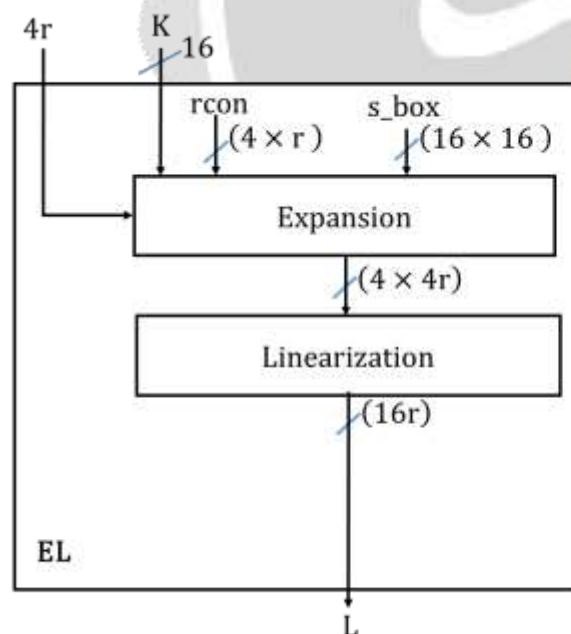 4r
K
16
rcon
s_box
(4 × r )
(16 × 16 )
Expansion
(4 × 4r)
Linearization
(16r)
EL
L